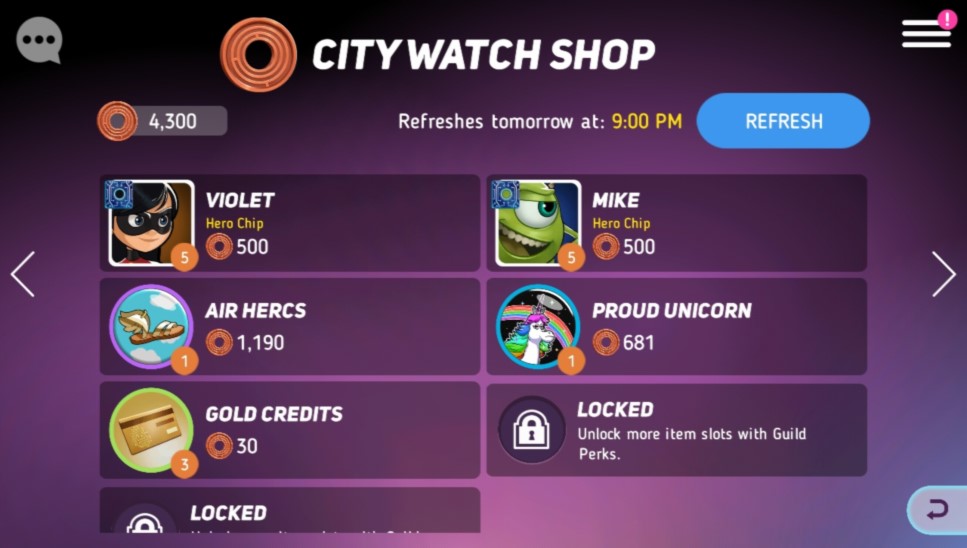 CITY WATCH SHOP
4,300
Refreshes tomorrow at: 9:00 PM
REFRESH
VIOLET
Hero Chip
500
5
MIKE
Hero Chip
500
5
AIR HERCS
1,190
1
PROUD UNICORN
681
1
GOLD CREDITS
30
3
LOCKED
Unlock more item slots with Guild
Perks.
LOCKED